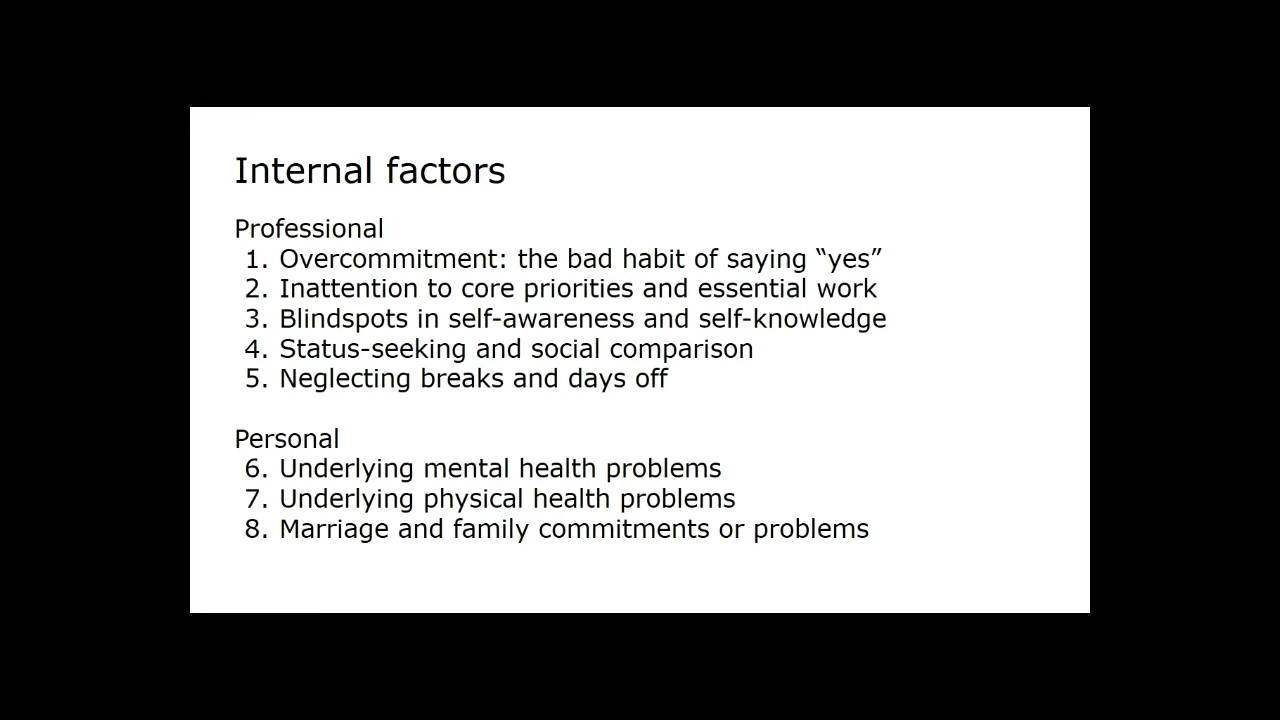 Internal factors
Professional
1. Overcommitment: the bad habit of saying “yes”
2. Inattention to core priorities and essential work
3. Blindspots in self-awareness and self-knowledge
4. Status-seeking and social comparison
5. Neglecting breaks and days off
Personal
6. Underlying mental health problems
7. Underlying physical health problems
8. Marriage and family commitments or problems